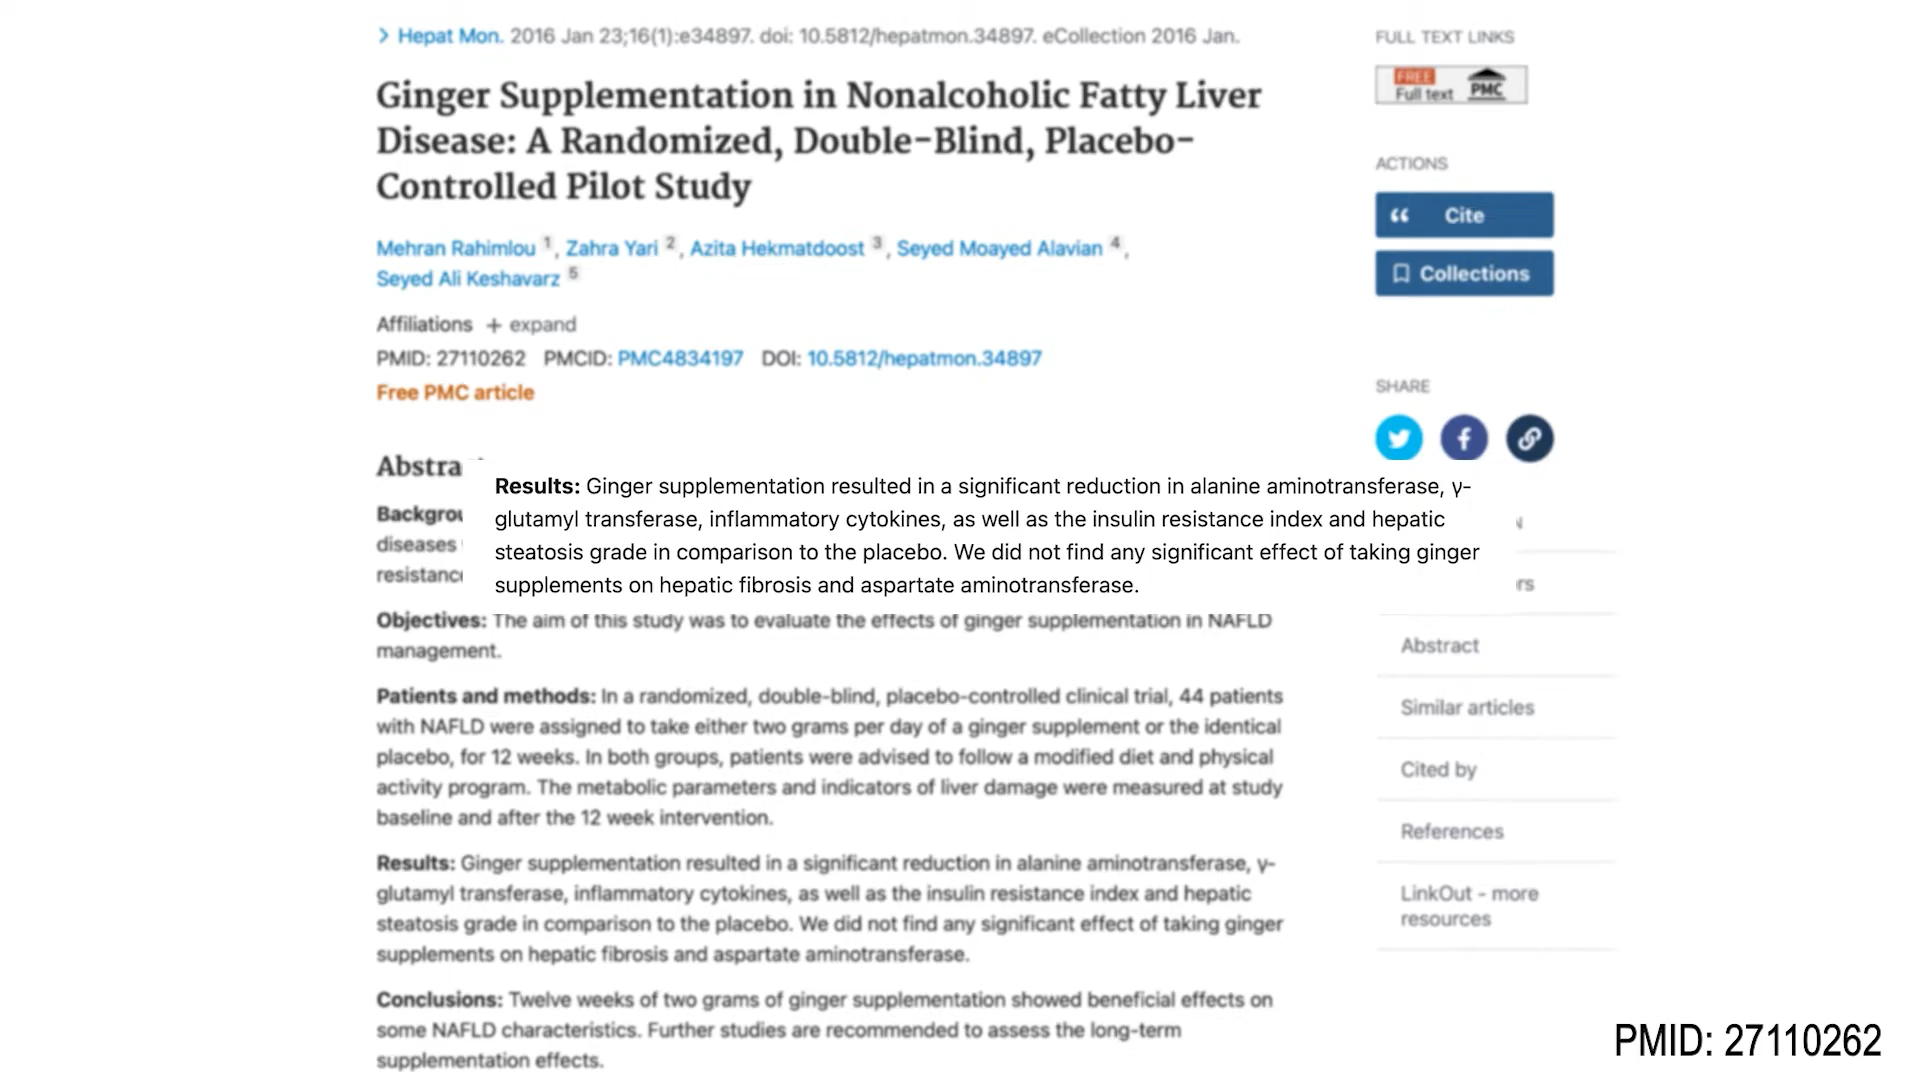 Hepat Mon. 2016 Jan 23;16(1):e34897. doi: 10.5812/hepatmon.34897. eCollection 2016 Jan.
Ginger Supplementation in Nonalcoholic Fatty Liver
Disease: A Randomized, Double-Blind, Placebo-
Controlled Pilot Study
Mehran Rahimlou 1, Zahra Yari 2, Azita Hekmatdoost 3, Seyed Moayed Alavian 4,
Seyed Ali Keshavarz 5
Affiliations + expand
PMID: 27110262 PMCID: PMC4834197 DOI: 10.5812/hepatmon.34897
Free PMC article
Abstra
Backgrou
diseases
resistanc
Results: Ginger supplementation resulted in a significant reduction in alanine aminotransferase, γ-
glutamyl transferase, inflammatory cytokines, as well as the insulin resistance index and hepatic
steatosis grade in comparison to the placebo. We did not find any significant effect of taking ginger
supplements on hepatic fibrosis and aspartate aminotransferase.
Objectives: The aim of this study was to evaluate the effects of ginger supplementation in NAFLD
management.
Patients and methods: In a randomized, double-blind, placebo-controlled clinical trial, 44 patients
with NAFLD were assigned to take either two grams per day of a ginger supplement or the identical
placebo, for 12 weeks. In both groups, patients were advised to follow a modified diet and physical
activity program. The metabolic parameters and indicators of liver damage were measured at study
baseline and after the 12 week intervention.
Results: Ginger supplementation resulted in a significant reduction in alanine aminotransferase, γ-
glutamyl transferase, inflammatory cytokines, as well as the insulin resistance index and hepatic
steatosis grade in comparison to the placebo. We did not find any significant effect of taking ginger
supplements on hepatic fibrosis and aspartate aminotransferase.
Conclusions: Twelve weeks of two grams of ginger supplementation showed beneficial effects on
some NAFLD characteristics. Further studies are recommended to assess the long-term
supplementation effects.
FULL TEXT LINKS
FREE
Full text PMC
ACTIONS
Cite
Collections
SHARE
rs
Abstract
Similar articles
Cited by
References
LinkOut - more
resources
PMID: 27110262